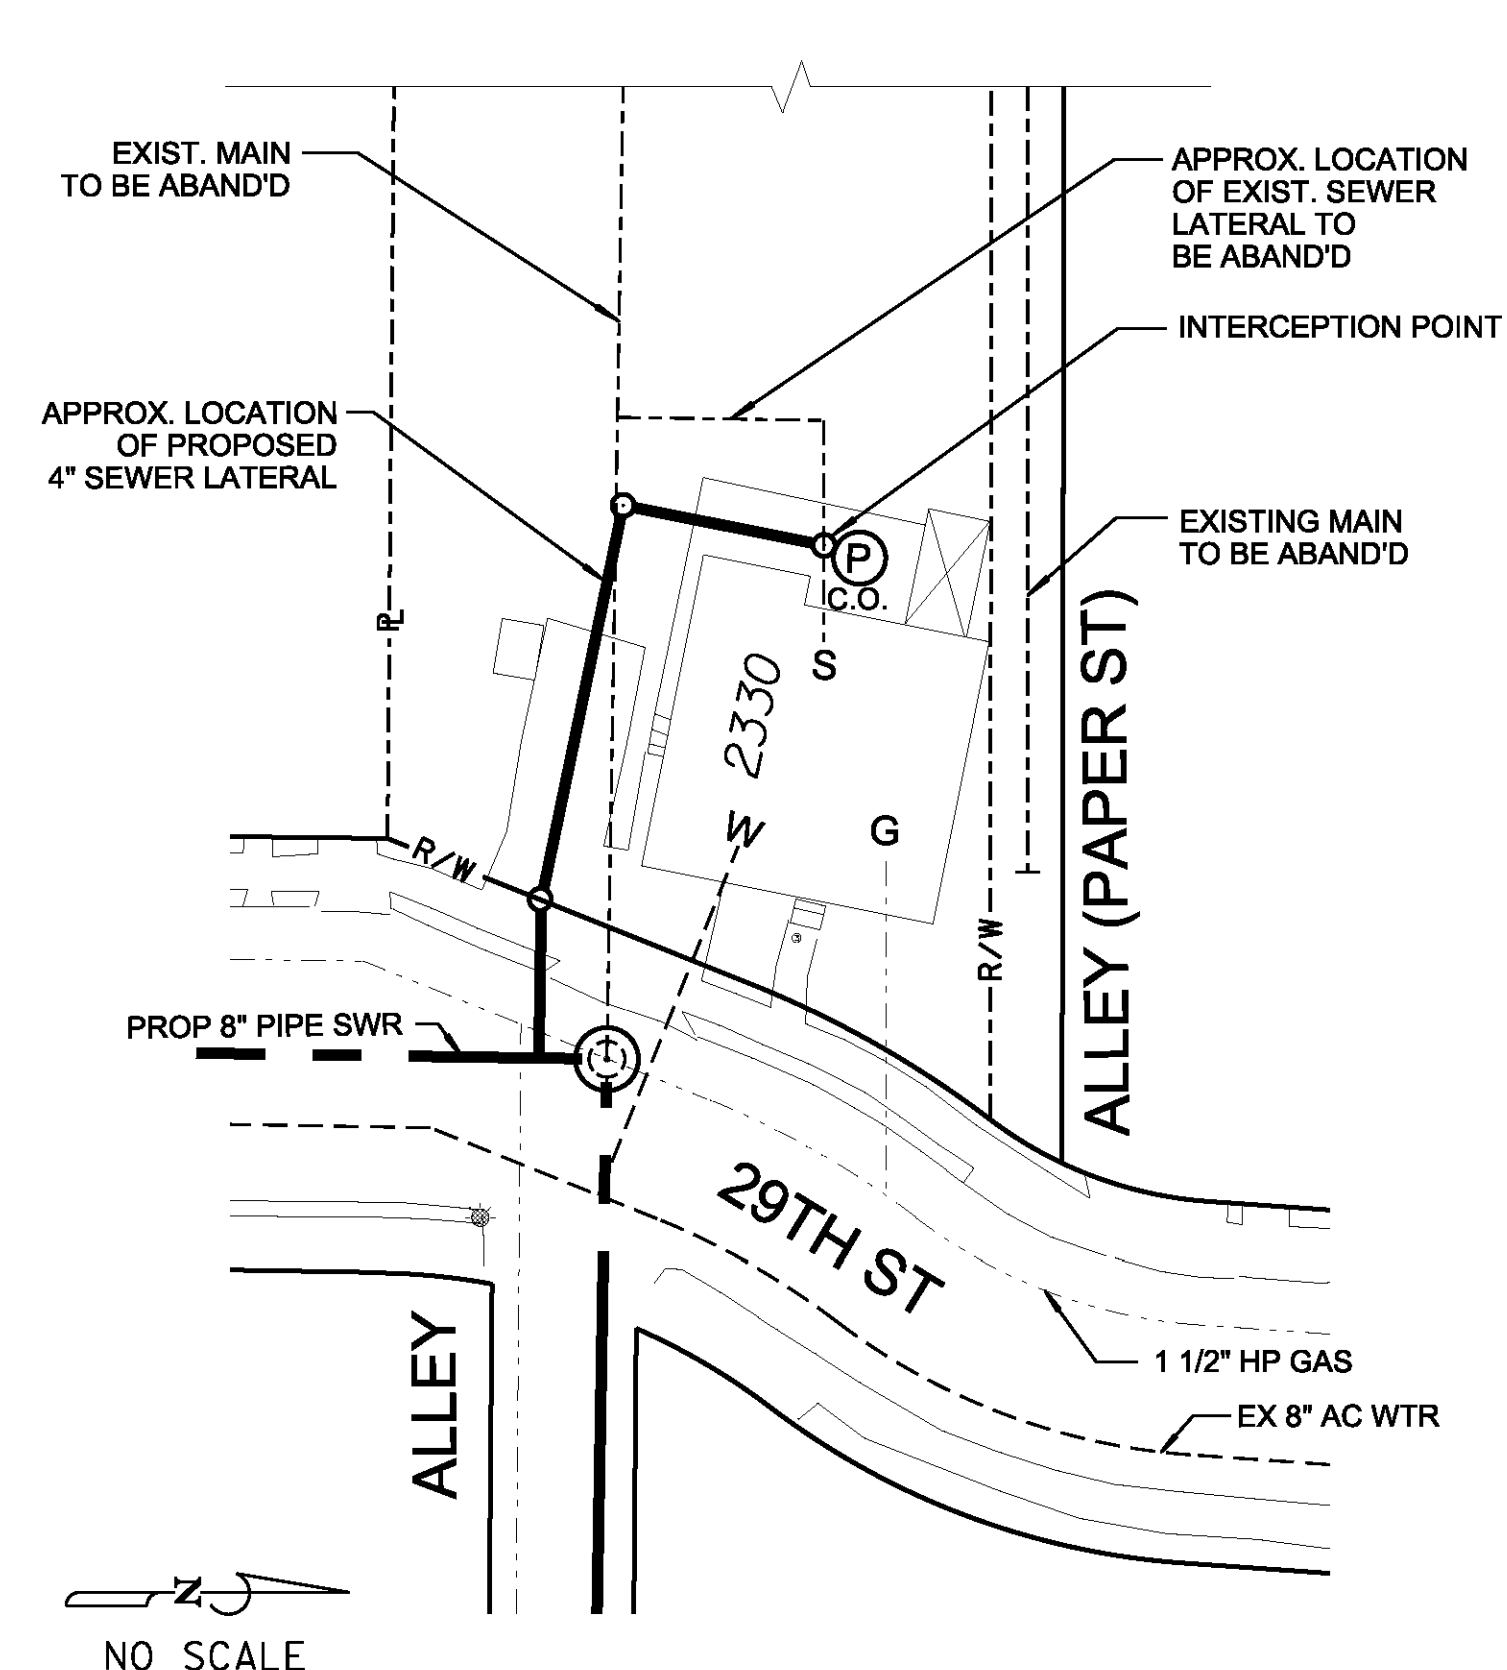 EXIST. MAIN
TO BE ABAND'D
APPROX. LOCATION
OF EXIST. SEWER
LATERAL TO
BE ABAND'D
INTERCEPTION POINT
APPROX. LOCATION
OF PROPOSED
4" SEWER LATERAL
EXISTING MAIN
TO BE ABAND'D
P
C.O.
PL
S
2330
W
G
R/W
R/W
ALLEY (PAPER ST)
PROP 8" PIPE SWR
29TH ST
ALLEY
1 1/2" HP GAS
EX 8" AC WTR
N
NO SCALE